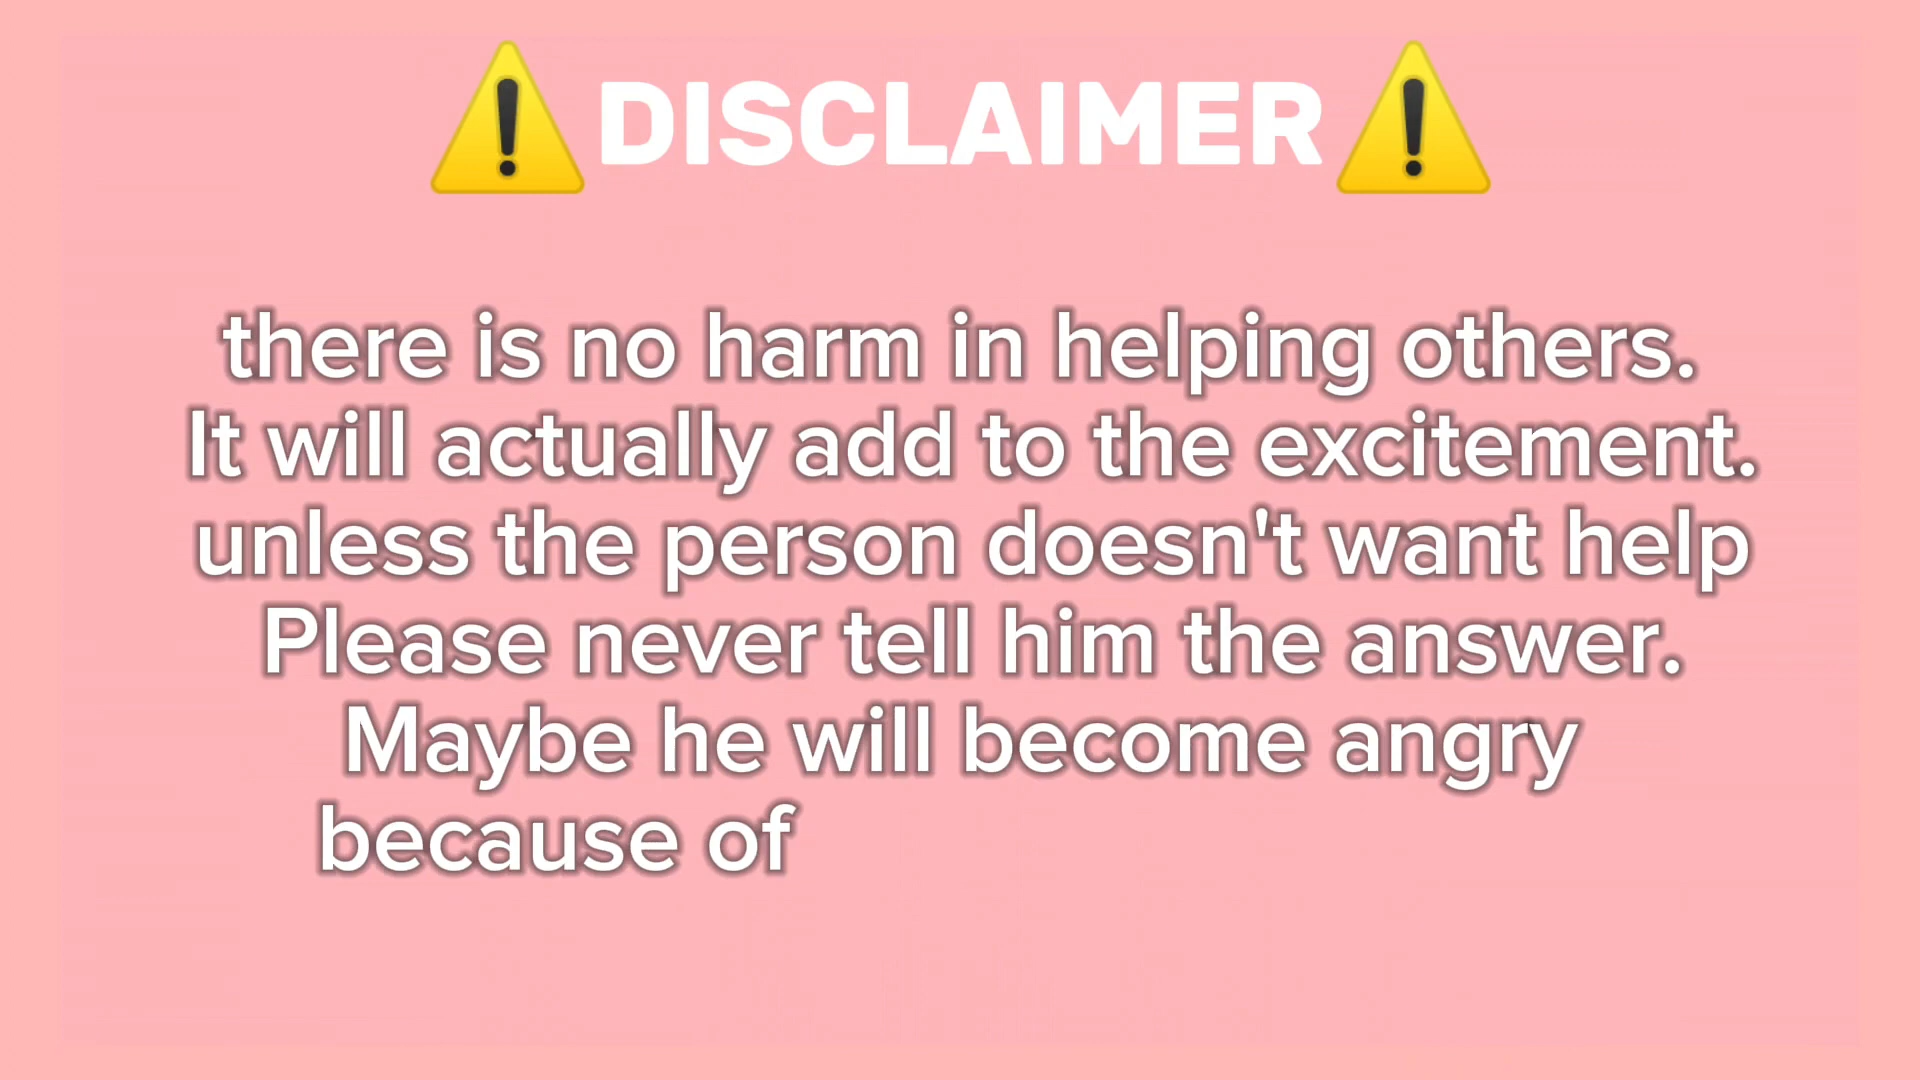 ⚠️DISCLAIMER⚠️
there is no harm in helping others.
It will actually add to the excitement.
unless the person doesn't want help
Please never tell him the answer.
Maybe he will become angry
because of